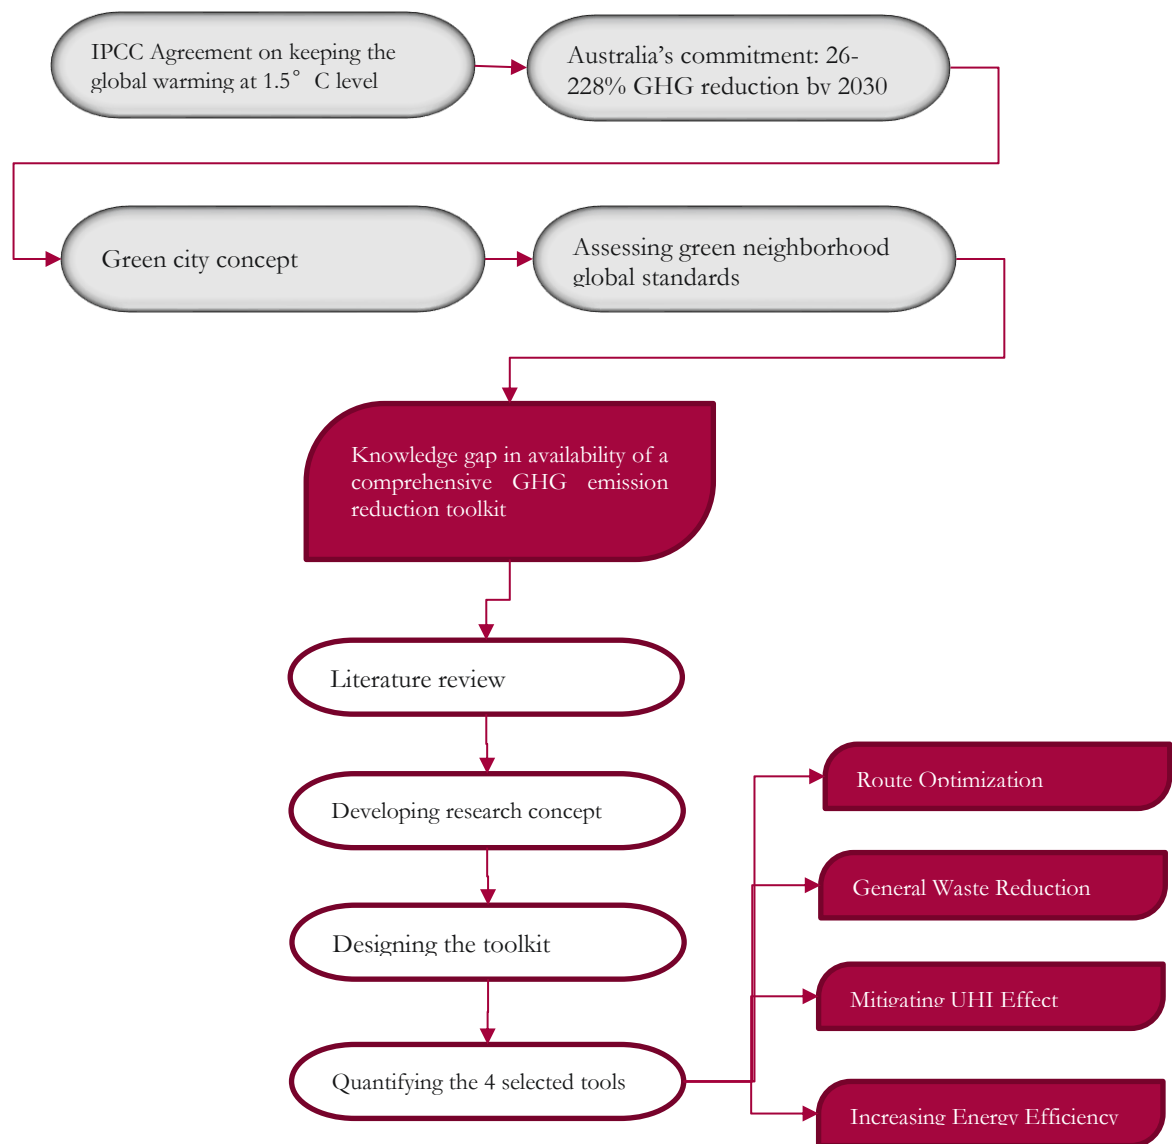 IPCC Agreement on keeping the
global warming at 1.5° C level
Australia's commitment: 26-
228% GHG reduction by 2030
Green city concept
Assessing green neighborhood
global standards
Knowledge gap in availability of a
comprehensive GHG emission
reduction toolkit
Literature review
Developing research concept
Designing the toolkit
Quantifying the 4 selected tools
Route Optimization
General Waste Reduction
Mitigating UHI Effect
Increasing Energy Efficiency